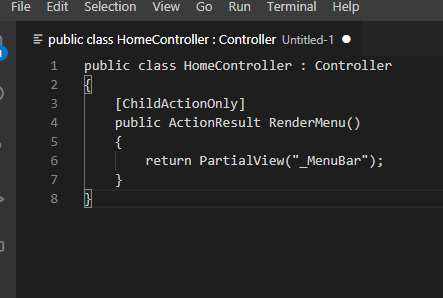 File Edit Selection View Go Run Terminal Help
public class HomeController : Controller Untitled-1
1 public class HomeController : Controller
2 {
3 [ChildActionOnly]
4 public ActionResult RenderMenu()
5 {
6 return PartialView("_MenuBar");
7 }
8 }